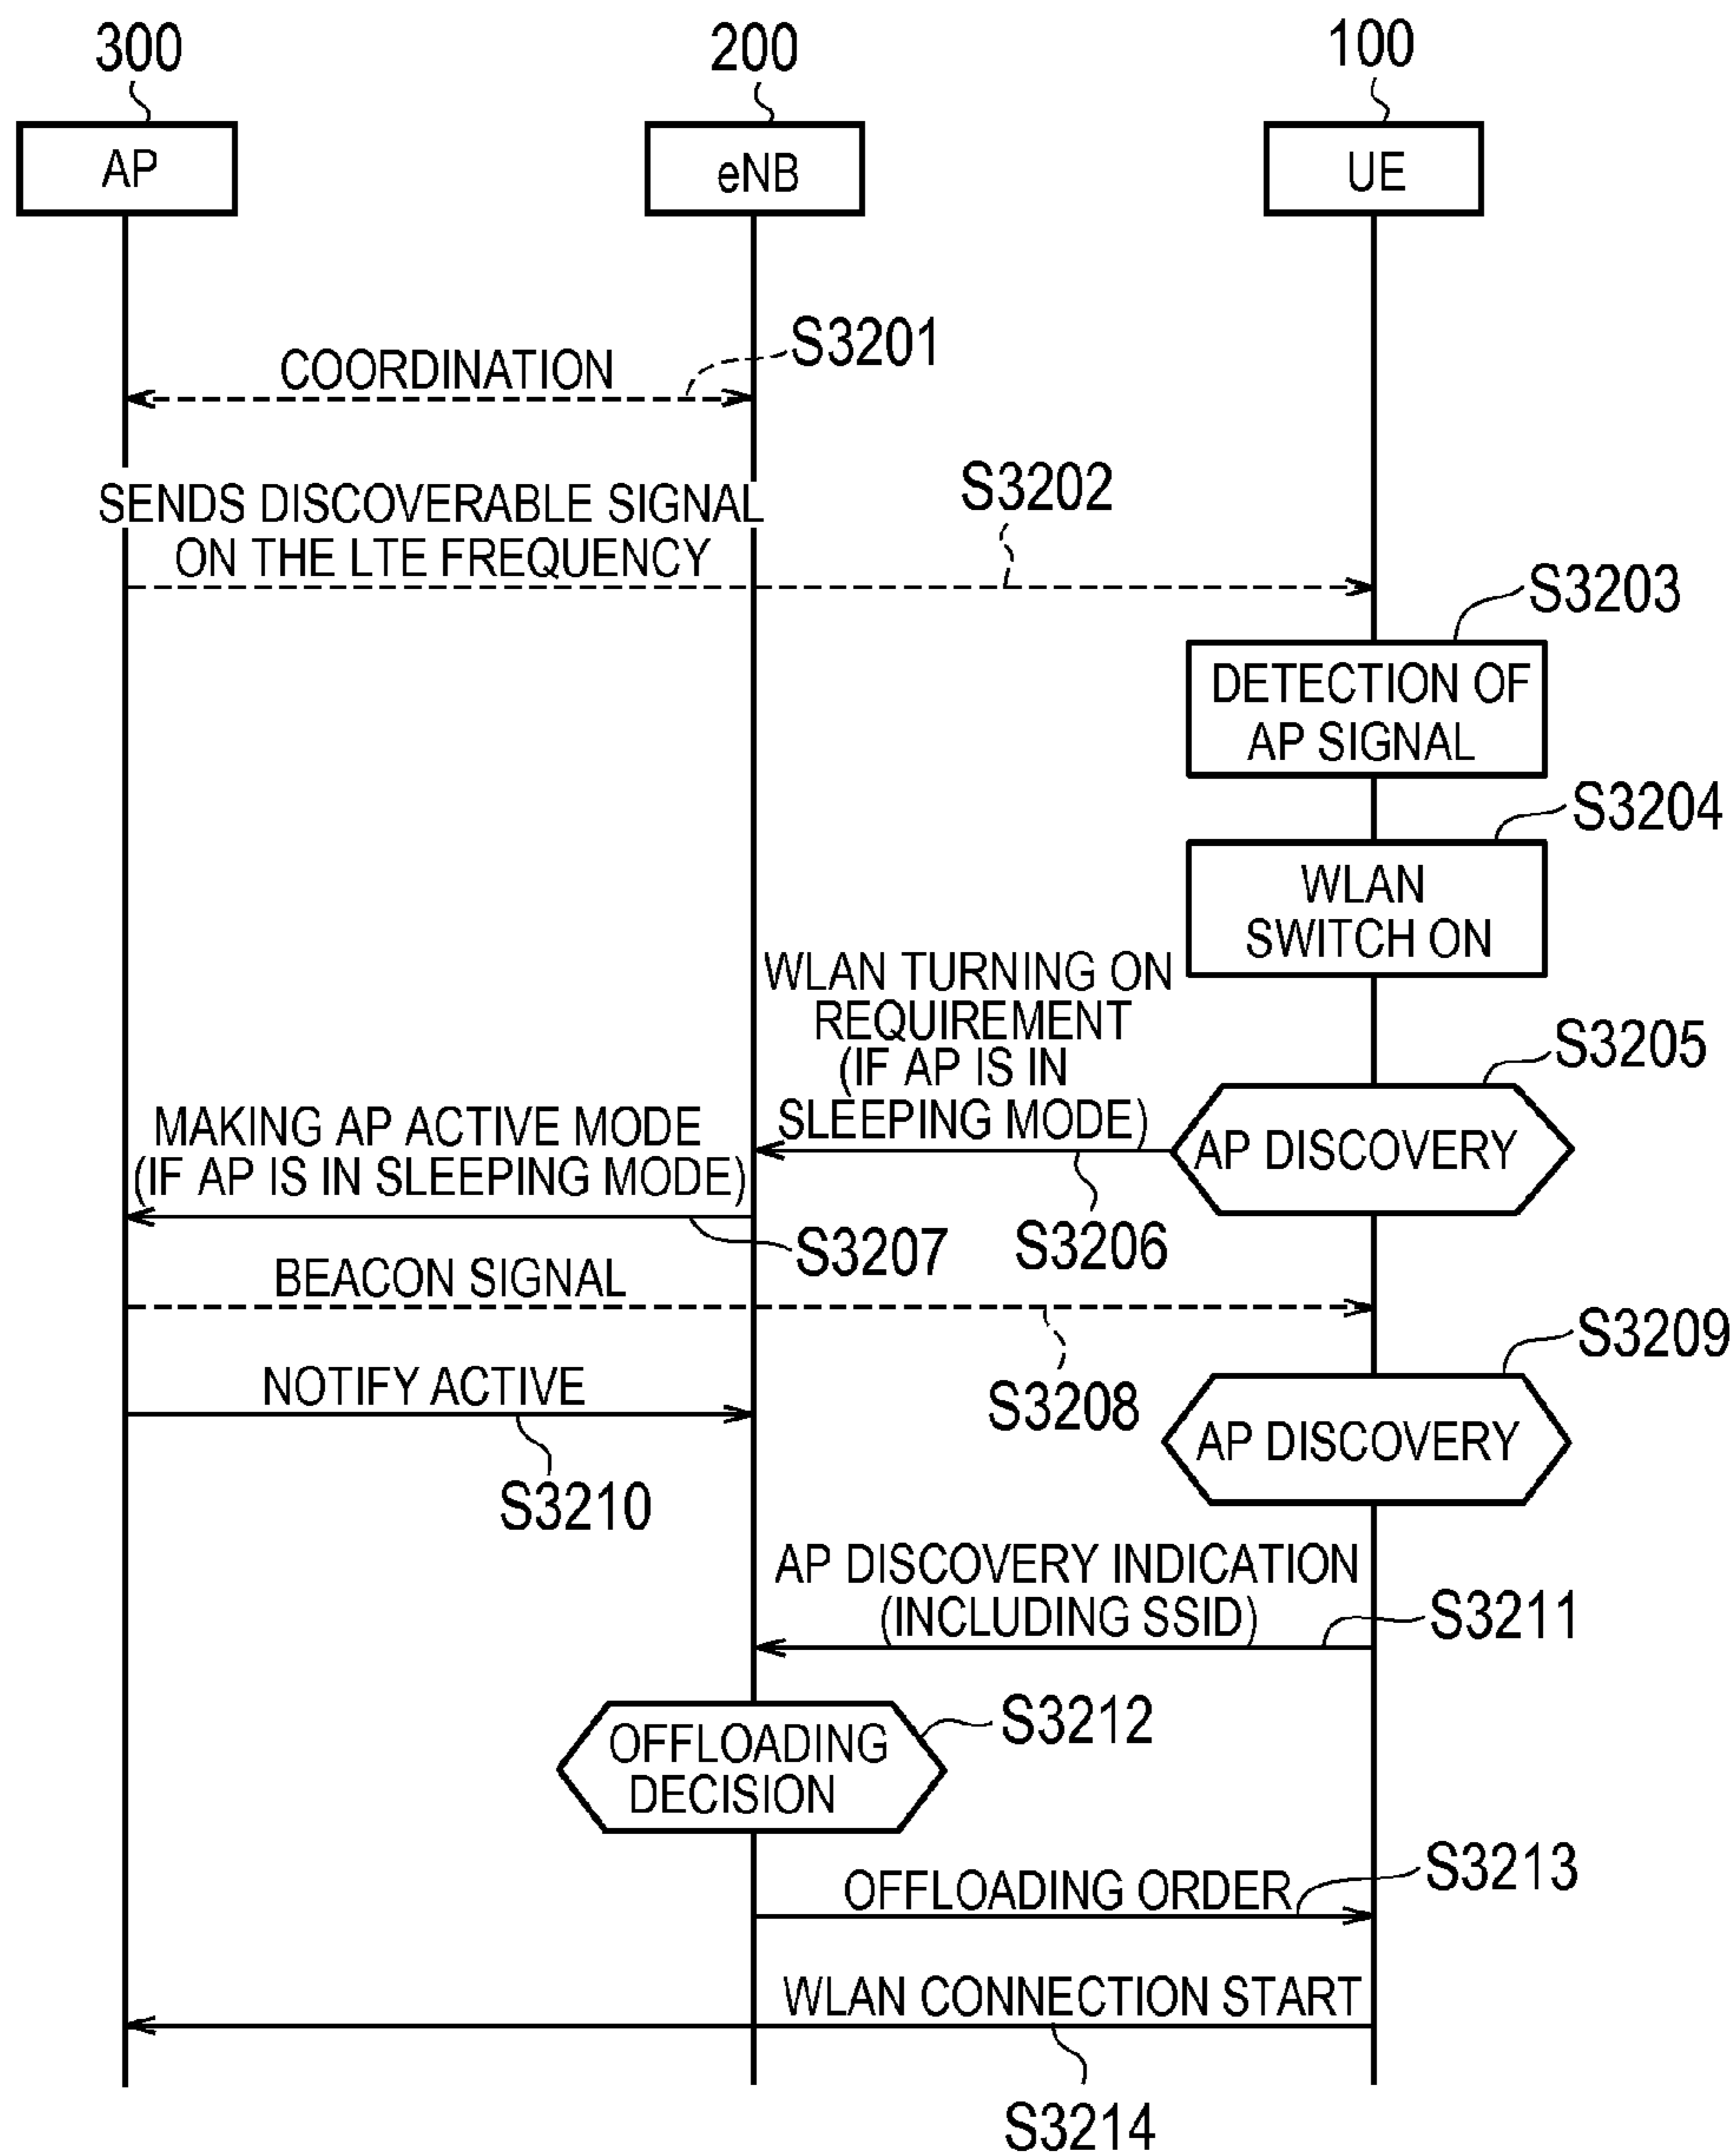 300
200
100
AP
eNB
UE
S3201
COORDINATION
S3202
SENDS DISCOVERABLE SIGNAL
ON THE LTE FREQUENCY
S3203
DETECTION OF
AP SIGNAL
S3204
WLAN
SWITCH ON
WLAN TURNING ON
REQUIREMENT
(IF AP IS IN
SLEEPING MODE)
S3205
AP DISCOVERY
MAKING AP ACTIVE MODE
(IF AP IS IN SLEEPING MODE)
S3206
S3207
BEACON SIGNAL
S3208
S3209
NOTIFY ACTIVE
AP DISCOVERY
S3210
AP DISCOVERY INDICATION
(INCLUDING SSID)
S3211
S3212
OFFLOADING
DECISION
S3213
OFFLOADING ORDER
WLAN CONNECTION START
S3214